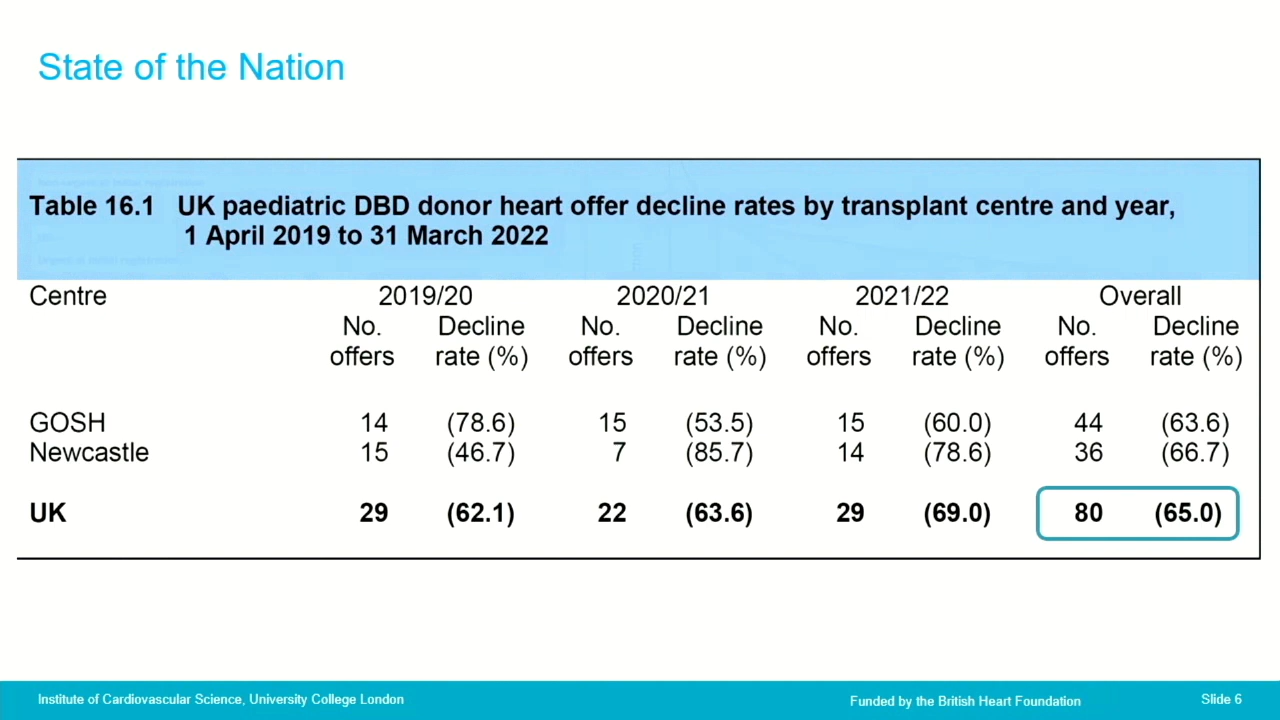 State of the Nation
Table 16.1 UK paediatric DBD donor heart offer decline rates by transplant centre and year,
1 April 2019 to 31 March 2022
Centre 2019/20 2020/21 2021/22 Overall
No. Decline No. Decline No. Decline No. Decline
offers rate (%) offers rate (%) offers rate (%) offers rate (%)
GOSH 14 (78.6) 15 (53.5) 15 (60.0) 44 (63.6)
Newcastle 15 (46.7) 7 (85.7) 14 (78.6) 36 (66.7)
UK 29 (62.1) 22 (63.6) 29 (69.0) 80 (65.0)
Institute of Cardiovascular Science, University College London
Funded by the British Heart Foundation
Slide 6